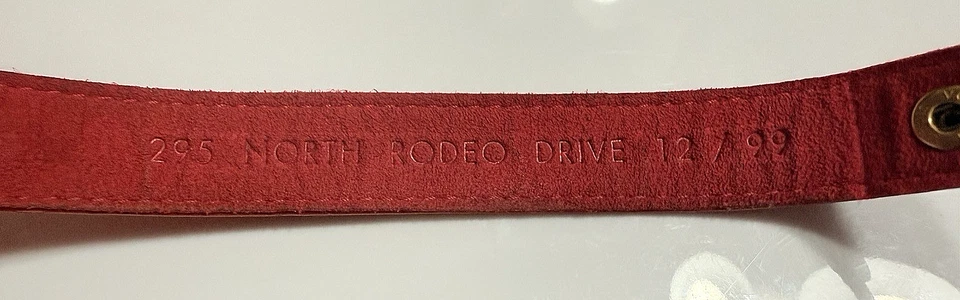 295 NORTH RODEO DRIVE 12 / 99